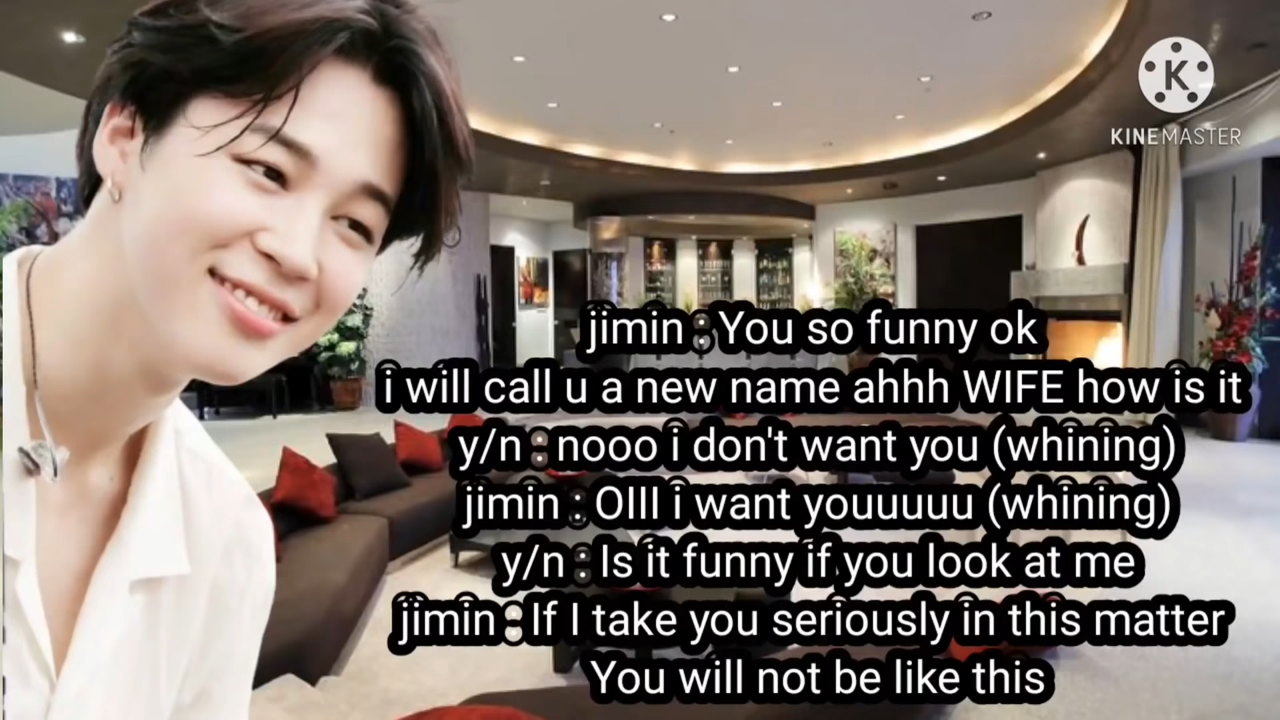 KINEMASTER
jimin : You so funny ok
i will call u a new name ahhh WIFE how is it
y/n : nooo i don't want you (whining)
jimin : OIII i want youuuuu (whining)
y/n : Is it funny if you look at me
jimin : If I take you seriously in this matter
You will not be like this